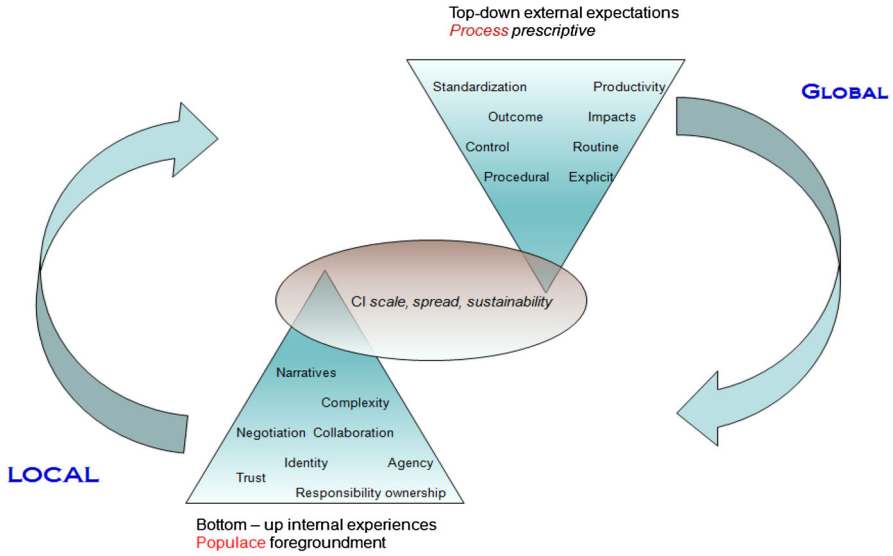 Top-down external expectations
Process prescriptive
GLOBAL
Standardization Productivity
Outcome Impacts
Control Routine
Procedural Explicit
CI scale, spread, sustainability
Narratives
Complexity
Negotiation Collaboration
Identity Agency
Trust
Responsibility ownership
LOCAL
Bottom – up internal experiences
Populace foregroundment